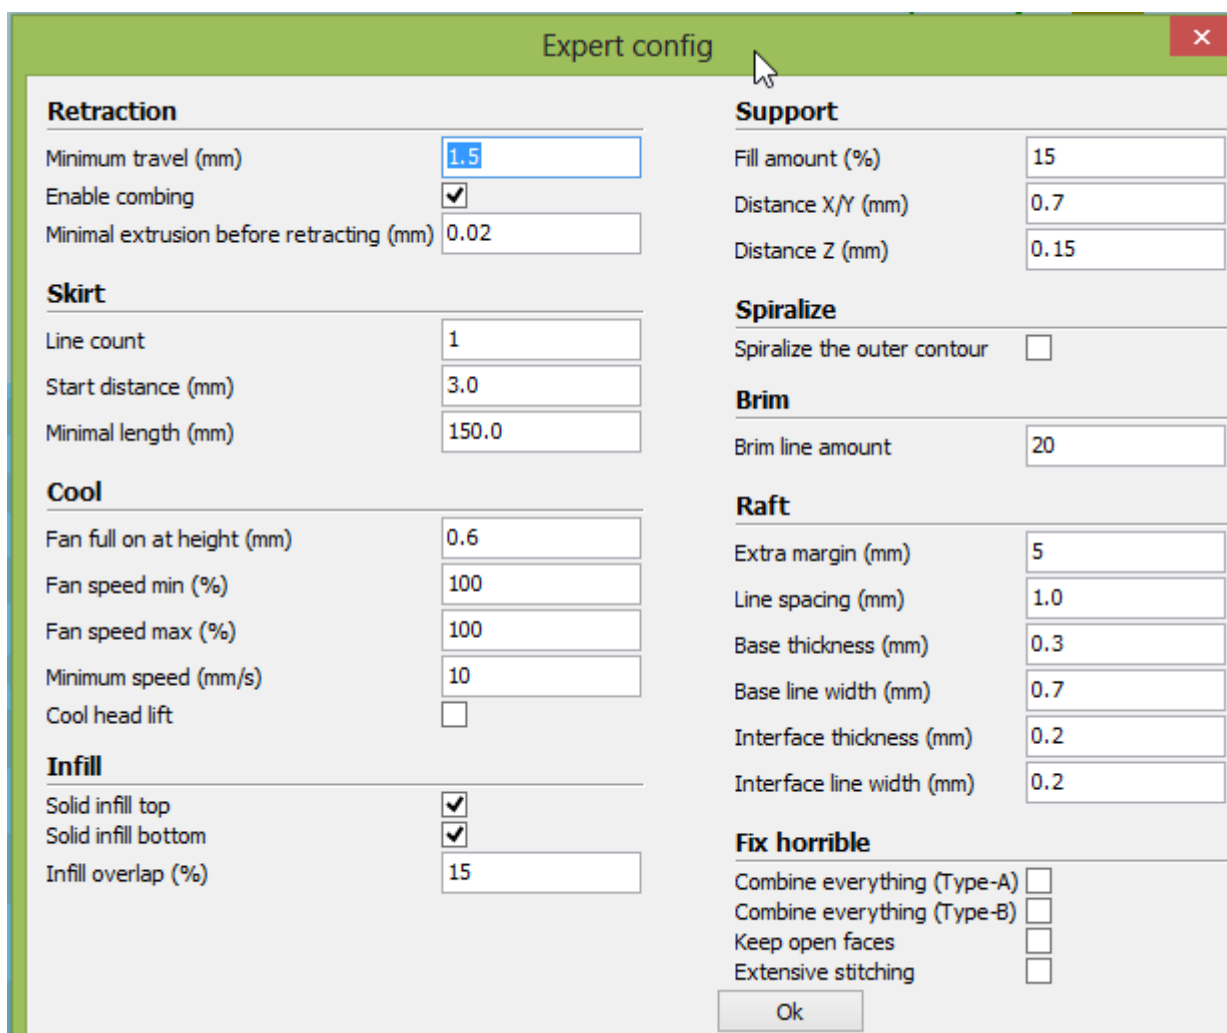 Expert config
Retraction
Minimum travel (mm) 1.5
Enable combing
Minimal extrusion before retracting (mm) 0.02
Skirt
Line count 1
Start distance (mm) 3.0
Minimal length (mm) 150.0
Cool
Fan full on at height (mm) 0.6
Fan speed min (%) 100
Fan speed max (%) 100
Minimum speed (mm/s) 10
Cool head lift
Infill
Solid infill top
Solid infill bottom
Infill overlap (%) 15
Support
Fill amount (%) 15
Distance X/Y (mm) 0.7
Distance Z (mm) 0.15
Spiralize
Spiralize the outer contour
Brim
Brim line amount 20
Raft
Extra margin (mm) 5
Line spacing (mm) 1.0
Base thickness (mm) 0.3
Base line width (mm) 0.7
Interface thickness (mm) 0.2
Interface line width (mm) 0.2
Fix horrible
Combine everything (Type-A)
Combine everything (Type-B)
Keep open faces
Extensive stitching
Ok